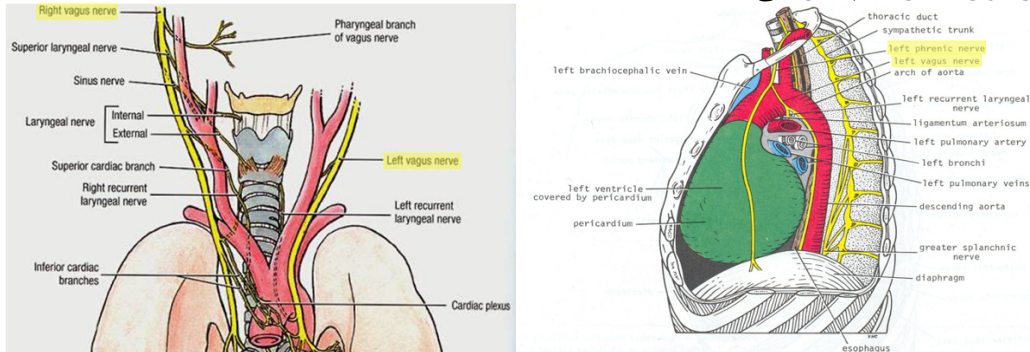 Right vagus nerve
Pharyngeal branch
of vagus nerve
Superior laryngeal nerve
Sinus nerve
Laryngeal nerve
Internal
External
Superior cardiac branch
Right recurrent
laryngeal nerve
Inferior cardiac
branches
Left vagus nerve
Left recurrent
laryngeal nerve
Cardiac plexus
left brachiocephalic vein
left ventricle
covered by pericardium
pericardium
thoracic duct
sympathetic trunk
left phrenic nerve
left vagus nerve
arch of aorta
left recurrent laryngeal
nerve
ligamentum arteriosum
left pulmonary artery
left bronchi
left pulmonary veins
descending aorta
greater splanchnic
nerve
diaphragm
esophagus